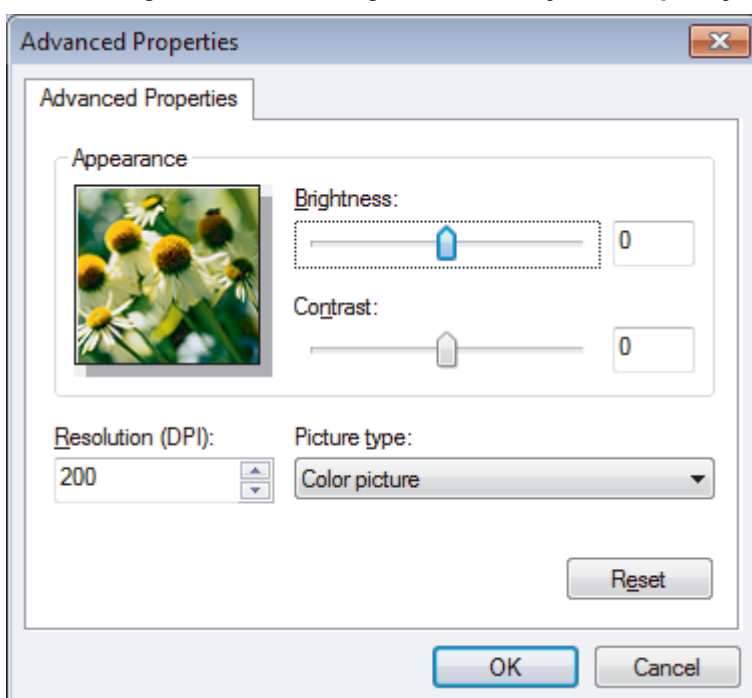 Advanced Properties
Advanced Properties
Appearance
Brightness:
0
Contrast:
0
Resolution (DPI):
Picture type:
200
Color picture
Reset
OK
Cancel